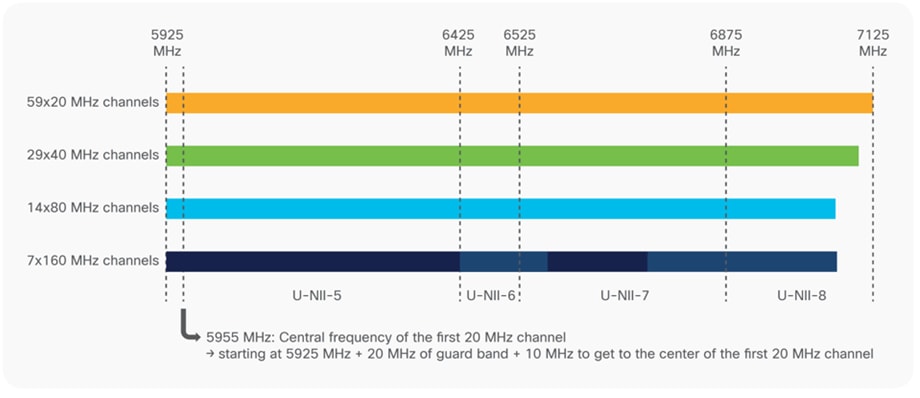 5925 MHz
6425 MHz
6525 MHz
6875 MHz
7125 MHz
59x20 MHz channels
29x40 MHz channels
14x80 MHz channels
7x160 MHz channels
U-NII-5
U-NII-6
U-NII-7
U-NII-8
5955 MHz: Central frequency of the first 20 MHz channel
→ starting at 5925 MHz + 20 MHz of guard band + 10 MHz to get to the center of the first 20 MHz channel